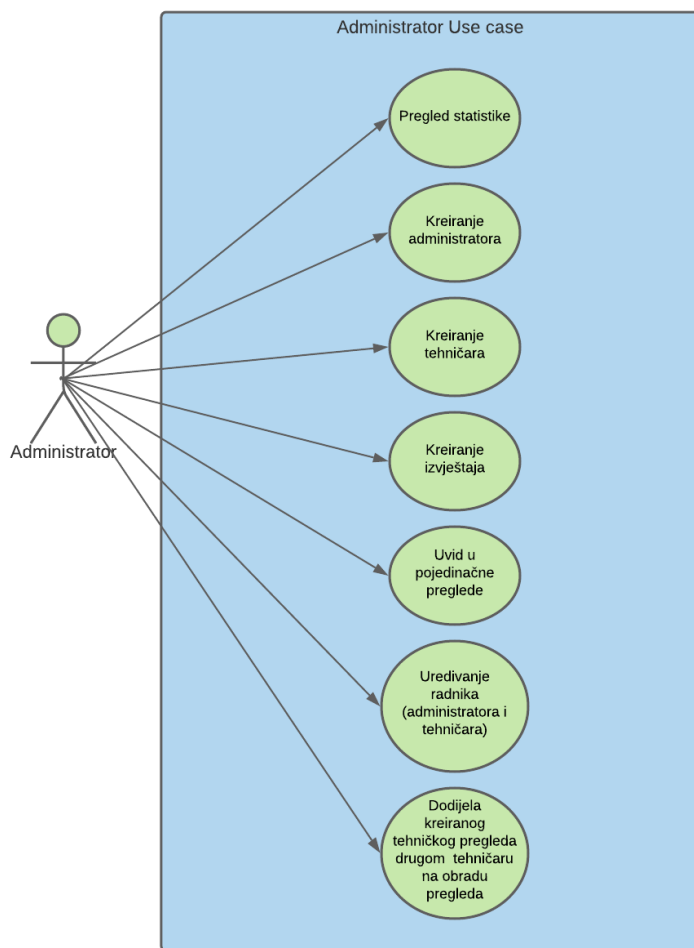 Administrator Use case
Pregled statistike
Kreiranje
administratora
Kreiranje
tehničara
Administrator
Kreiranje
izvještaja
Uvid u
pojedinačne
preglede
Uređivanje
radnika
(administratora i
tehničara)
Dodijela
kreiranog
tehničkog pregleda
drugom tehničaru
na obradu
pregleda